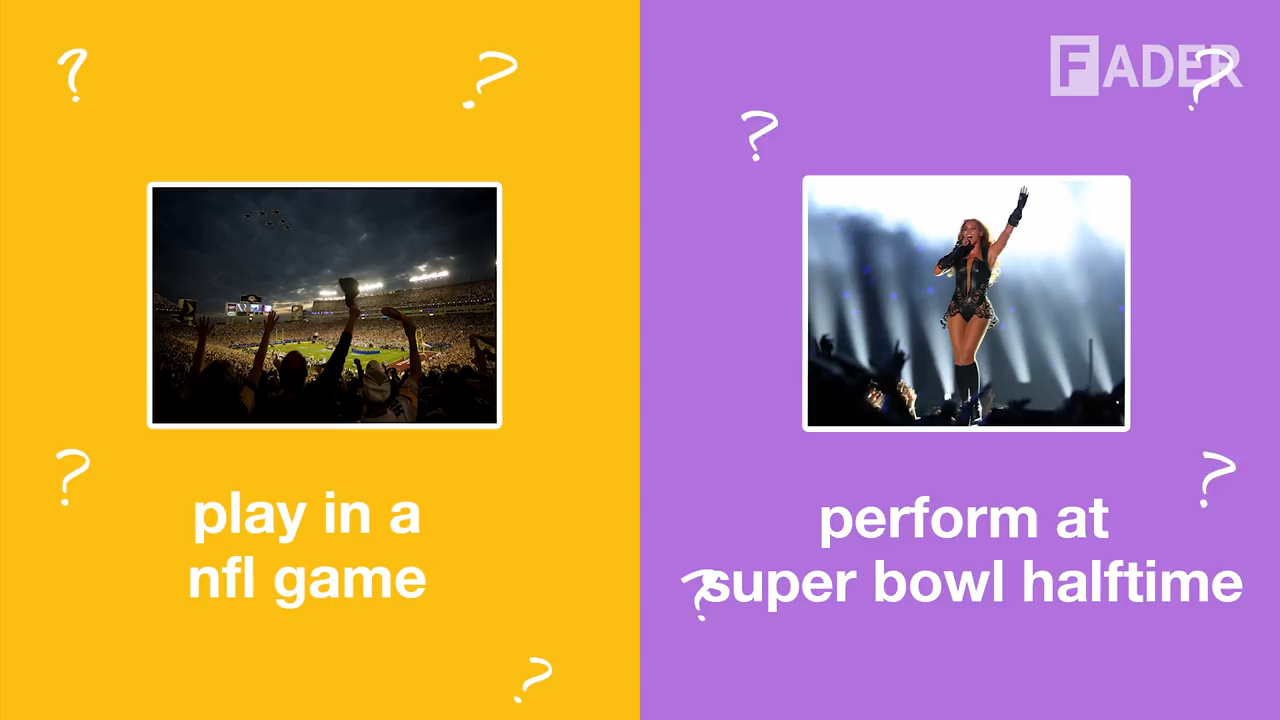 FADER
play in a
nfl game
perform at
super bowl halftime